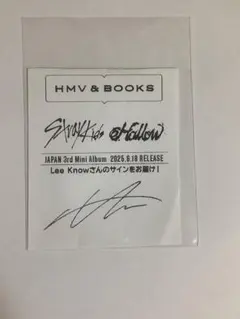 HMV & BOOKS
Stray Kids Hollow
JAPAN 3rd Mini Album 2025.6.18 RELEASE
Lee Knowさんのサインをお届け！